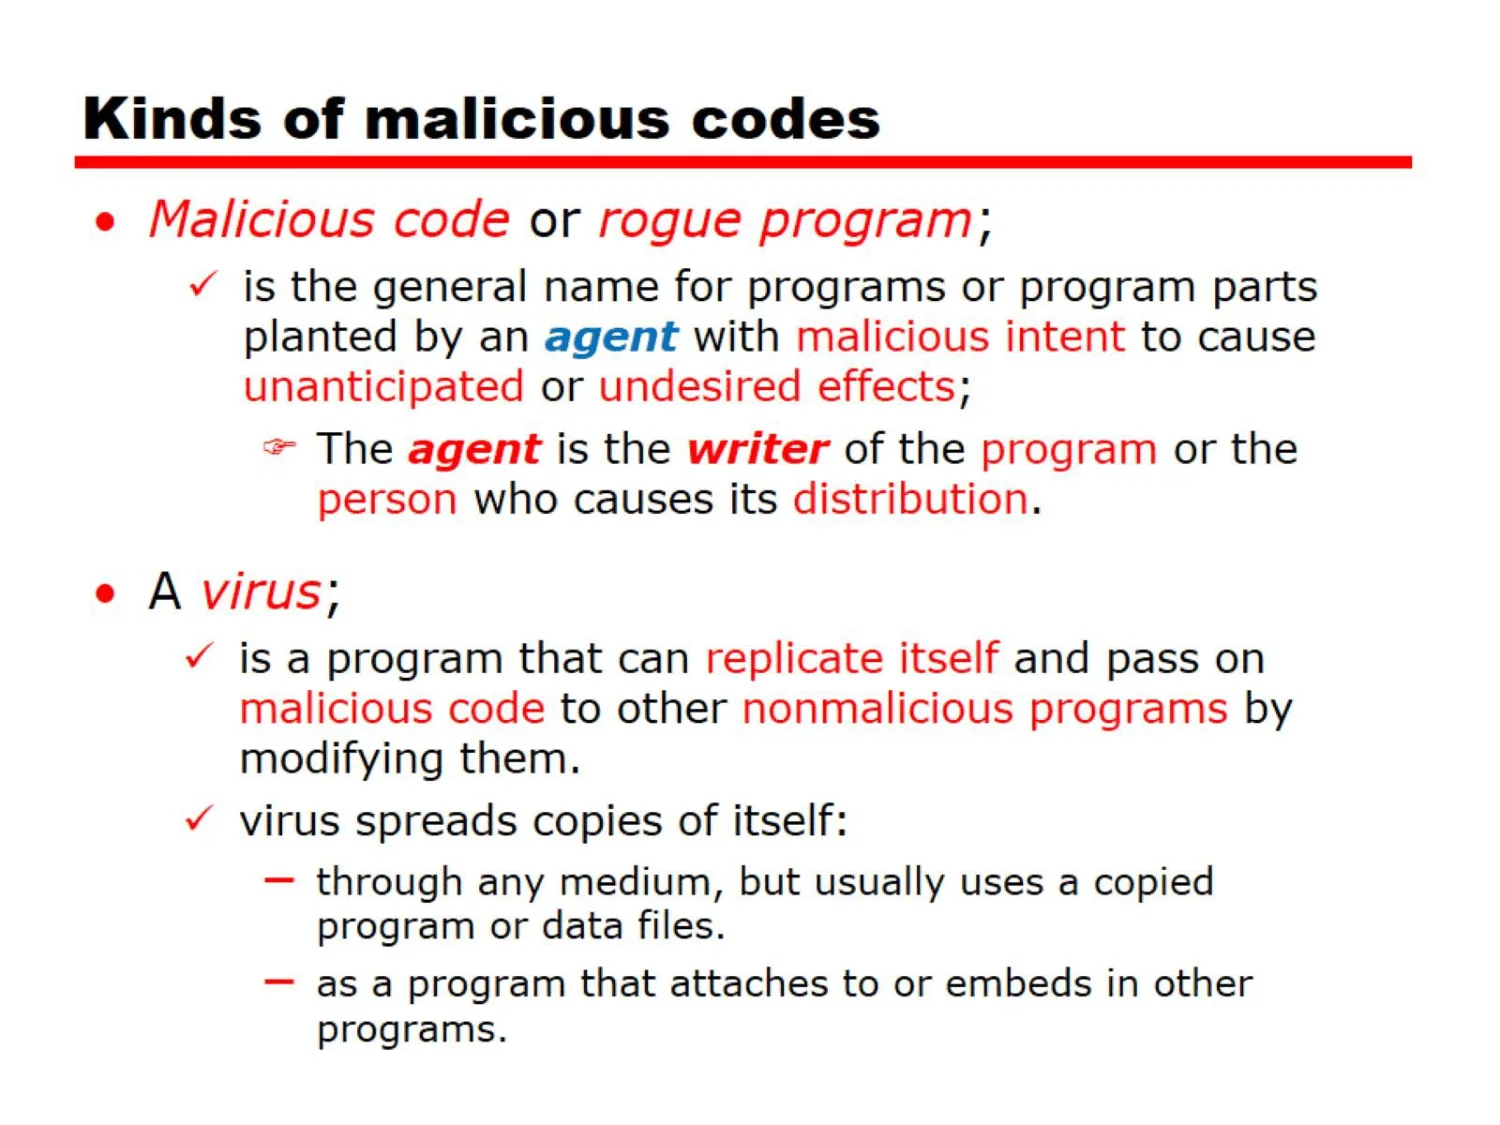 Kinds of malicious codes
• Malicious code or rogue program;
✓ is the general name for programs or program parts
planted by an agent with malicious intent to cause
unanticipated or undesired effects;
☞ The agent is the writer of the program or the
person who causes its distribution.
• A virus;
✓ is a program that can replicate itself and pass on
malicious code to other nonmalicious programs by
modifying them.
✓ virus spreads copies of itself:
– through any medium, but usually uses a copied
program or data files.
– as a program that attaches to or embeds in other
programs.